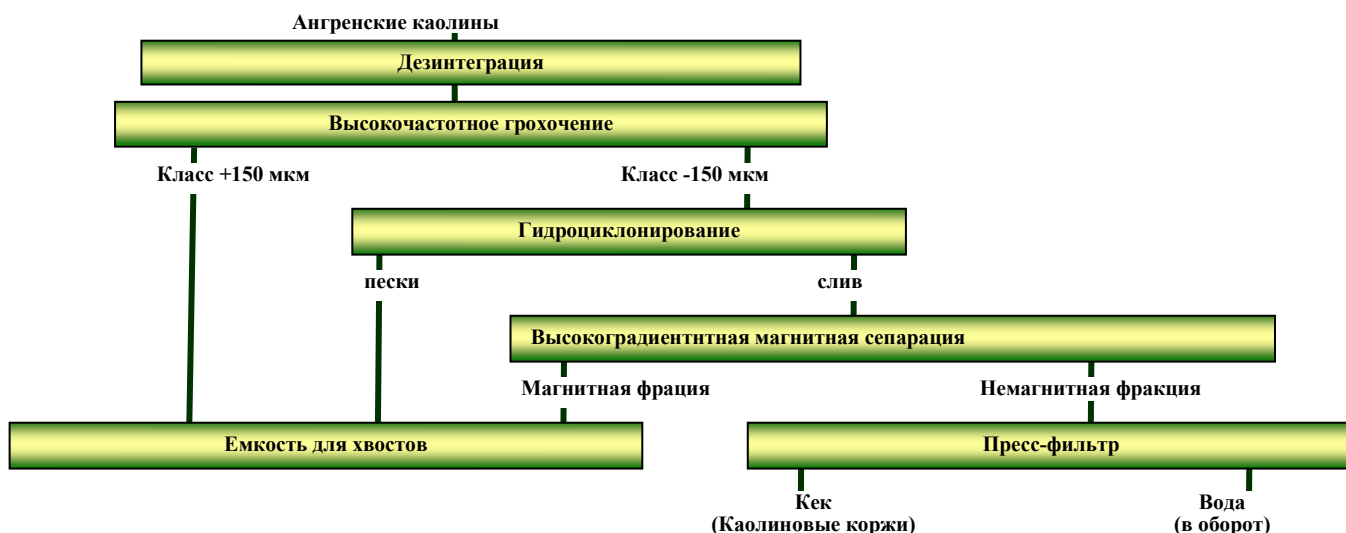 Ангренские каолины
Дезинтеграция
Высокочастотное грохочение
Класс +150 мкм
Класс -150 мкм
Гидроциклонирование
пески
слив
Высокоградиентнтная магнитная сепарация
Магнитная фрация
Немагнитная фракция
Емкость для хвостов
Пресс-фильтр
Кек
(Каолиновые коржи)
Вода
(в оборот)